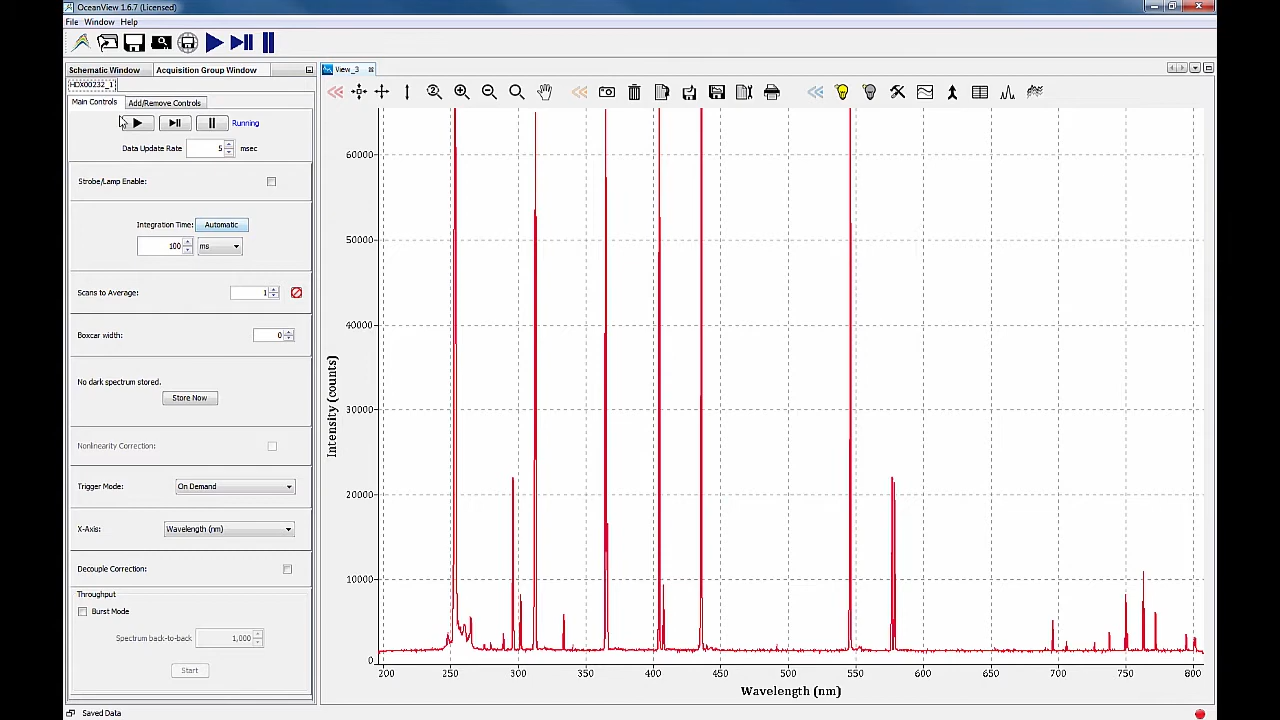 OceanView 1.6.7 (Licensed)
File Window Help
Schematic Window Acquisition Group Window
View_3
HDX00232_1
Main Controls Add/Remove Controls
Running
Data Update Rate 5 msec
Strobe/Lamp Enable:
Integration Time: Automatic
100 ms
Scans to Average: 1
Boxcar width: 0
No dark spectrum stored.
Store Now
Nonlinearity Correction:
Trigger Mode: On Demand
X-Axis: Wavelength (nm)
Decouple Correction:
Throughput
Burst Mode
Spectrum back-to-back 1,000
Start
Intensity (counts)
60000
50000
40000
30000
20000
10000
0
200 250 300 350 400 450 500 550 600 650 700 750 800
Wavelength (nm)
Saved Data